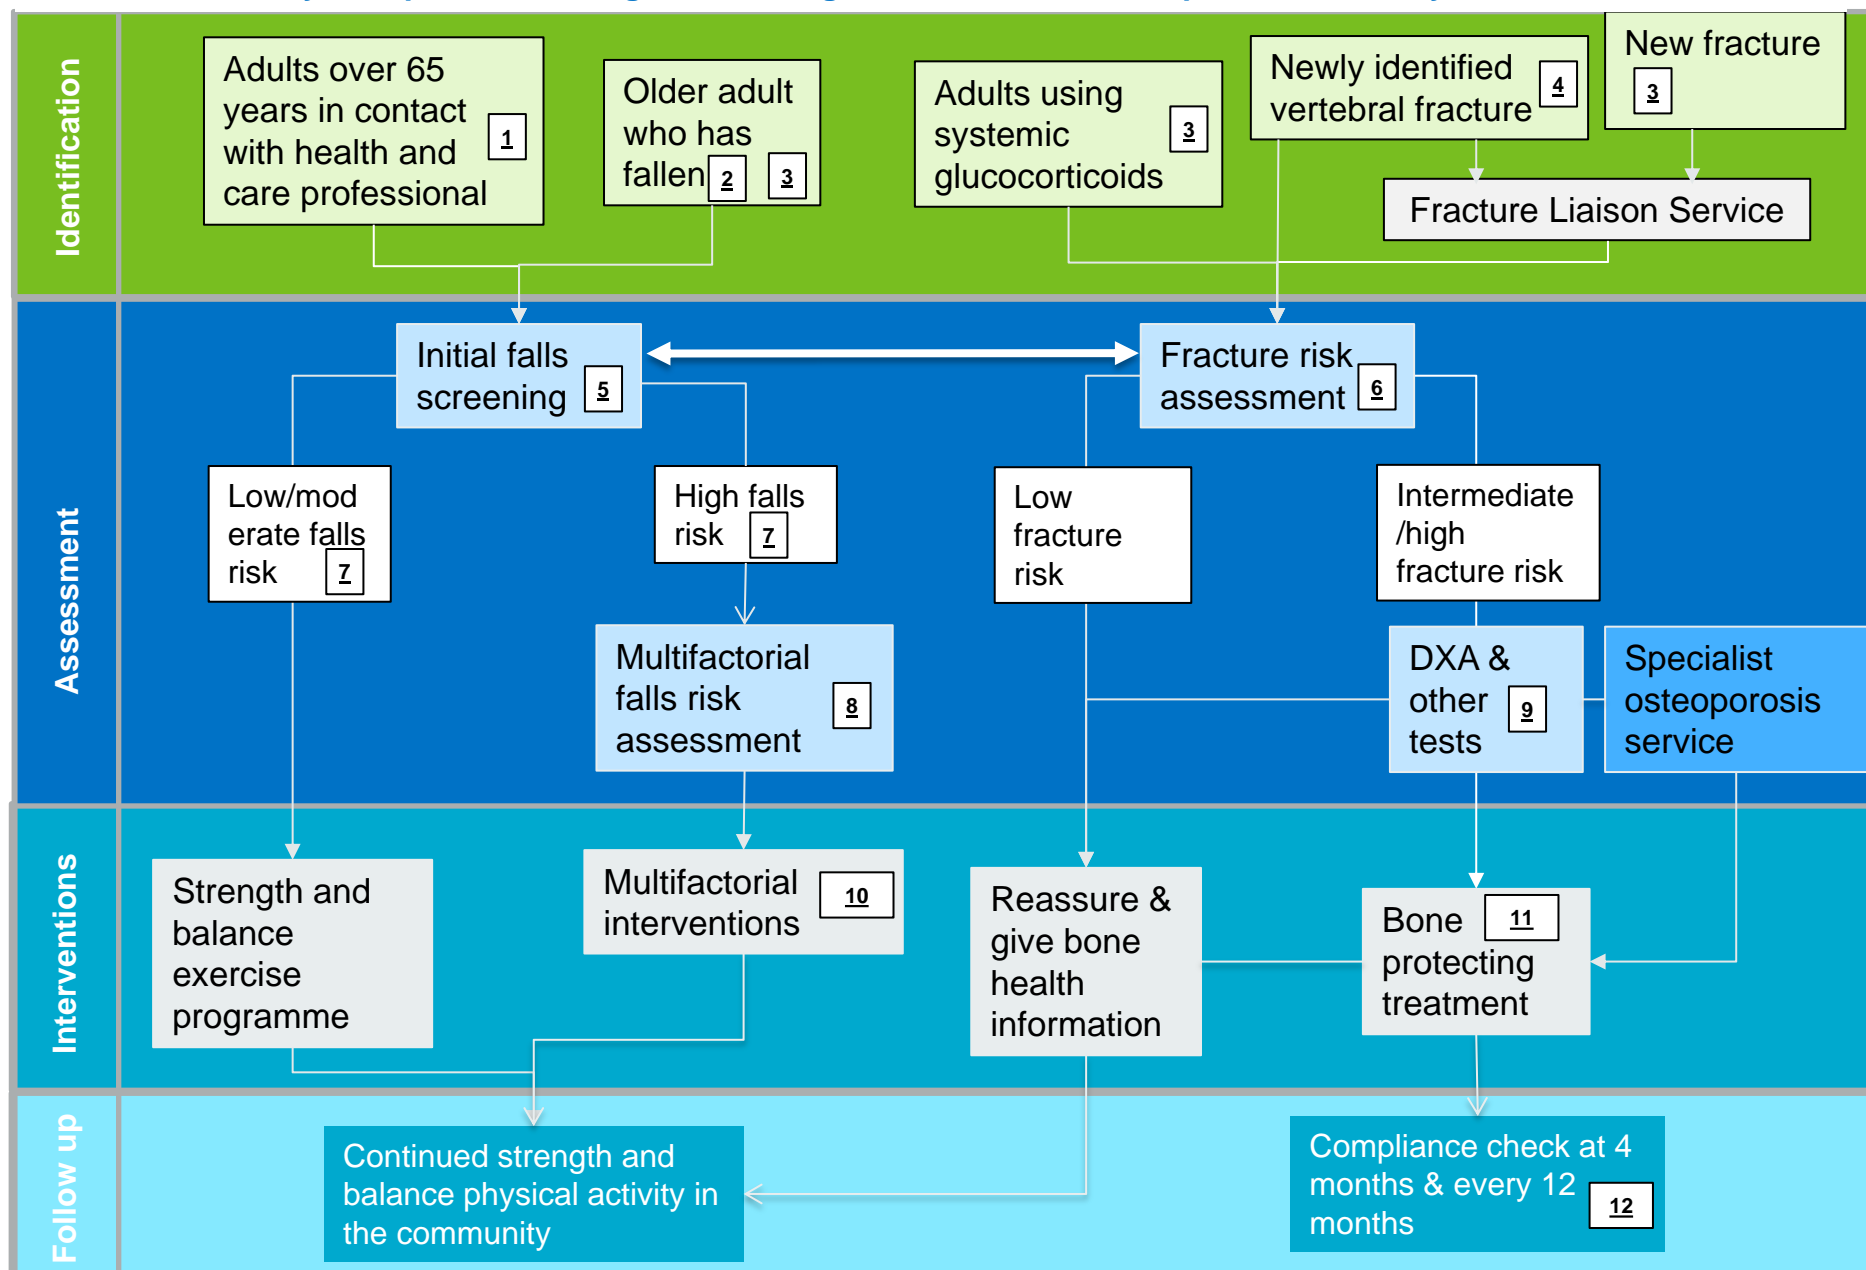 Identification
Adults over 65
years in contact
with health and
care professional
1
Older adult
who has
fallen
2
3
Adults using
systemic
glucocorticoids
3
Newly identified
vertebral fracture
4
New fracture
3
Fracture Liaison Service
Assessment
Initial falls
screening
5
Fracture risk
assessment
6
Low/mod
erate falls
risk
7
High falls
risk
7
Low
fracture
risk
Intermediate
/high
fracture risk
Multifactorial
falls risk
assessment
8
DXA &
other
tests
9
Specialist
osteoporosis
service
Interventions
Strength and
balance
exercise
programme
Multifactorial
interventions
10
Reassure &
give bone
health
information
Bone
protecting
treatment
11
Follow up
Continued strength and
balance physical activity in
the community
Compliance check at 4
months & every 12
months
12